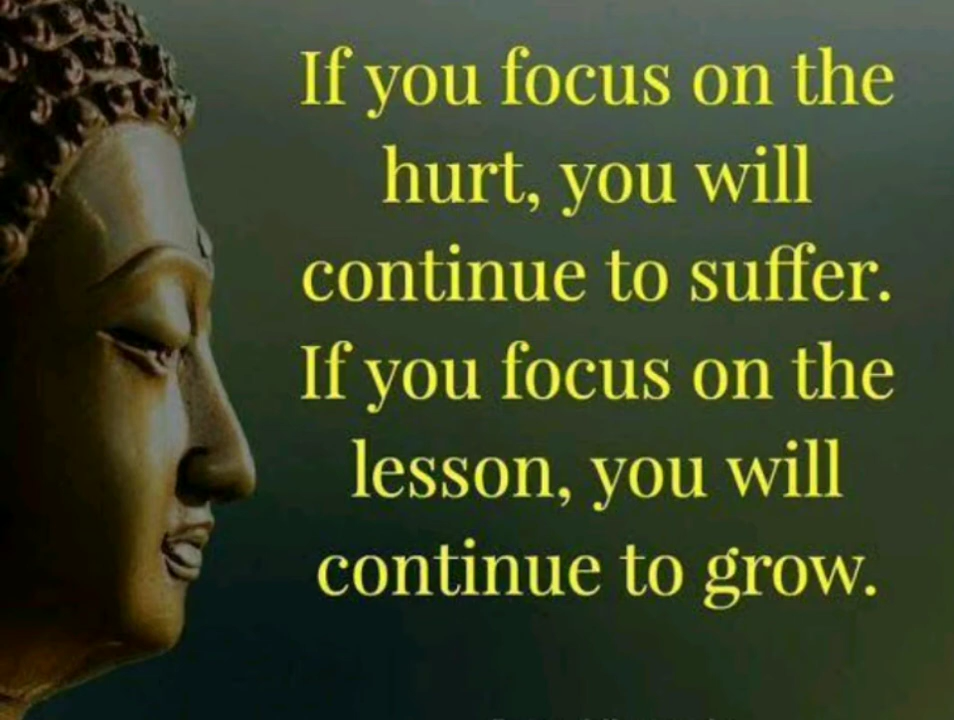 If you focus on the
hurt, you will
continue to suffer.
If you focus on the
lesson, you will
continue to grow.